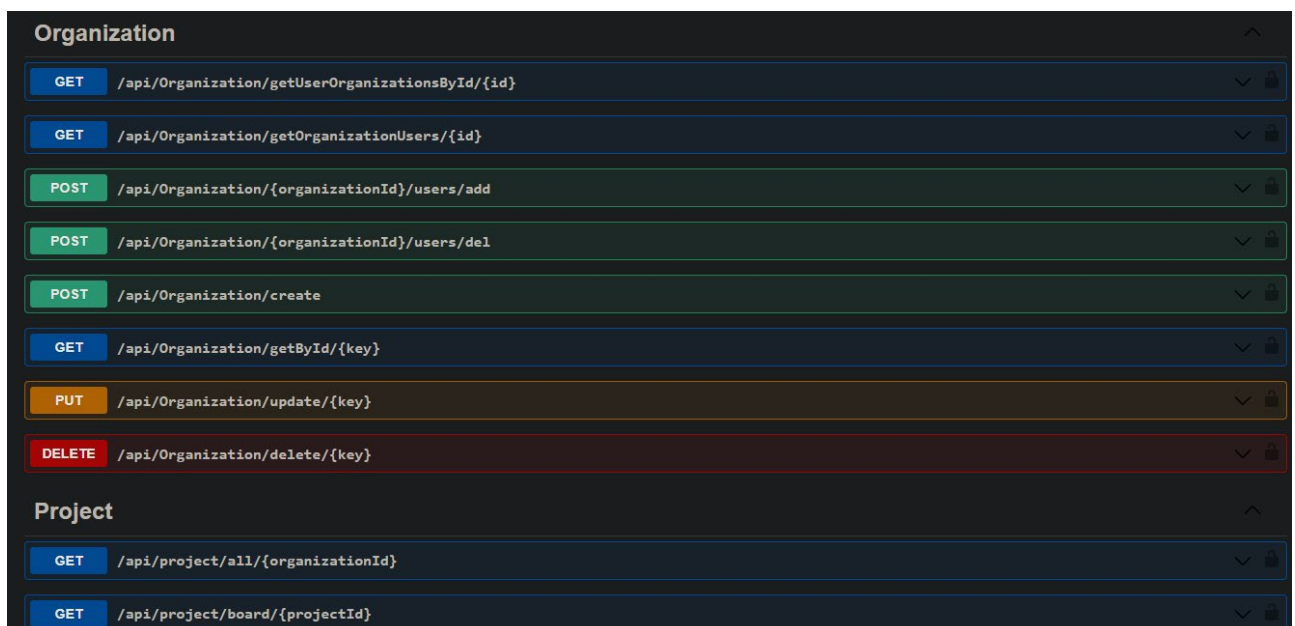 Organization
GET /api/Organization/getUserOrganizationsById/{id}
GET /api/Organization/getOrganizationUsers/{id}
POST /api/Organization/{organizationId}/users/add
POST /api/Organization/{organizationId}/users/del
POST /api/Organization/create
GET /api/Organization/getById/{key}
PUT /api/Organization/update/{key}
DELETE /api/Organization/delete/{key}
Project
GET /api/project/all/{organizationId}
GET /api/project/board/{projectId}